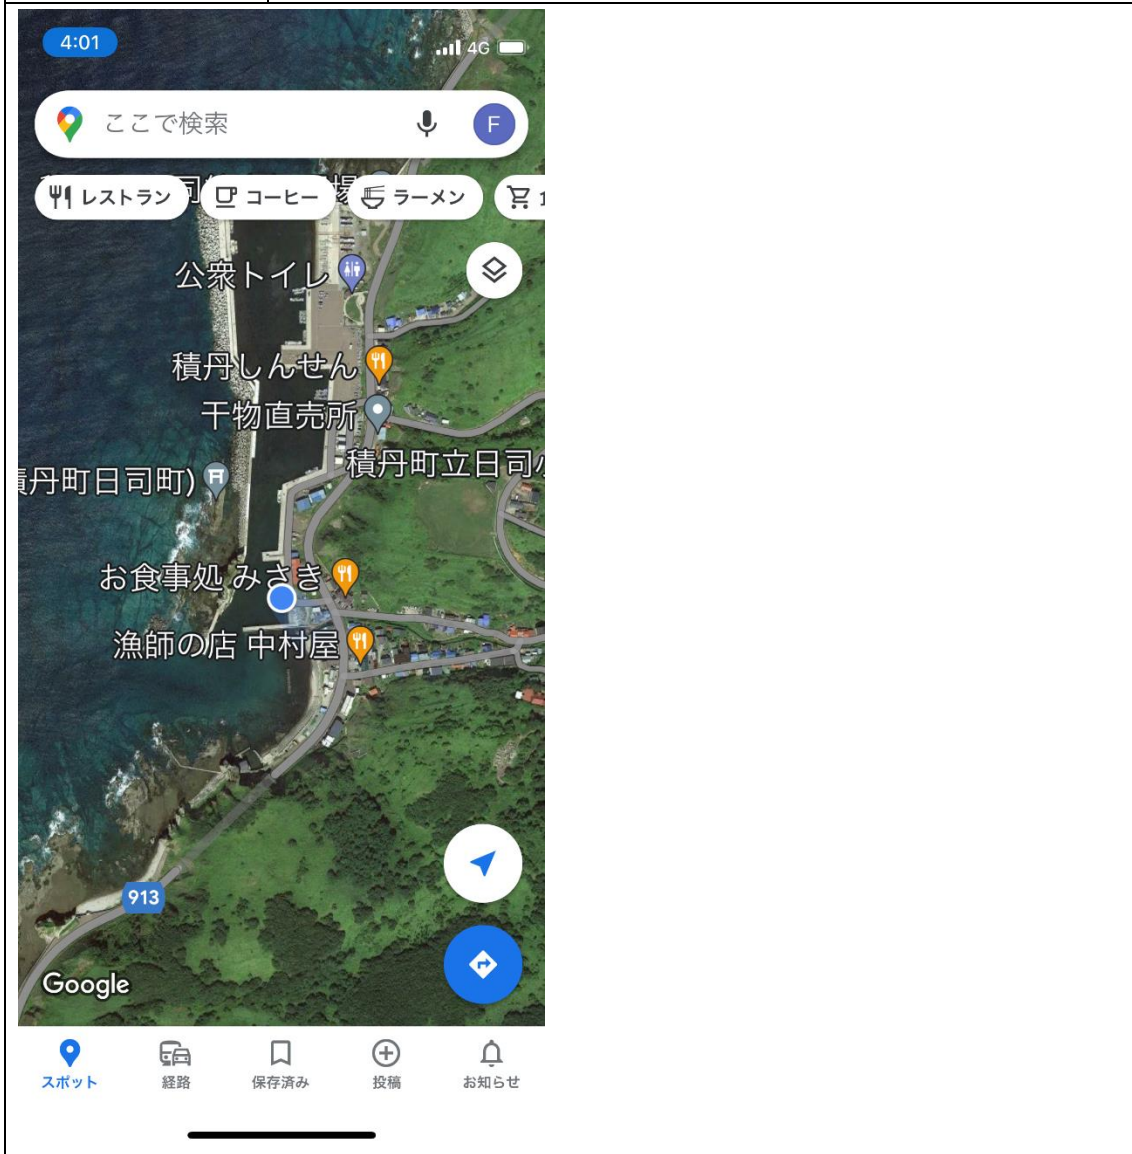 4:01
4G
ここで検索
F
レストラン
コーヒー
ラーメン
公衆トイレ
積丹しんせん
干物直売所
積丹町立日司小
丹町日司町)
お食事処 みさき
漁師の店 中村屋
913
Google
スポット
経路
保存済み
投稿
お知らせ